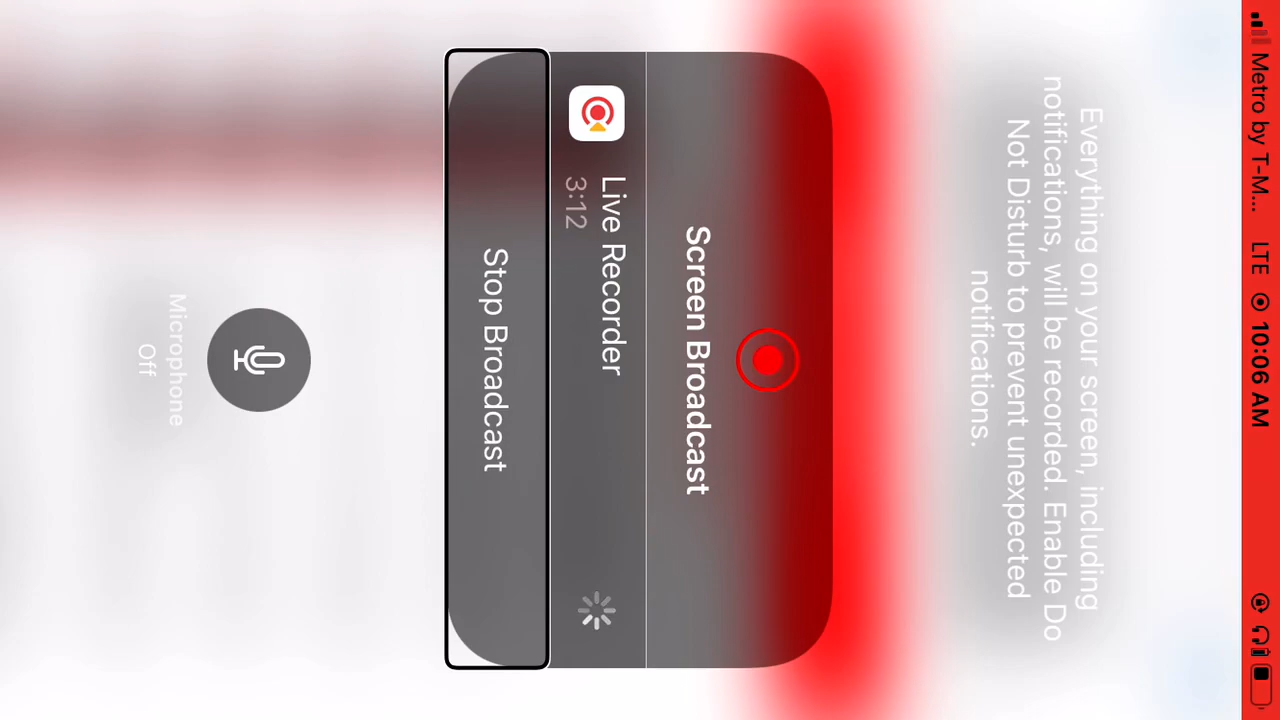 Metro by T-M... LTE 10:06 AM
Everything on your screen, including
notifications, will be recorded. Enable Do
Not Disturb to prevent unexpected
notifications.
Screen Broadcast
Live Recorder
3:12
Stop Broadcast
Microphone
Off